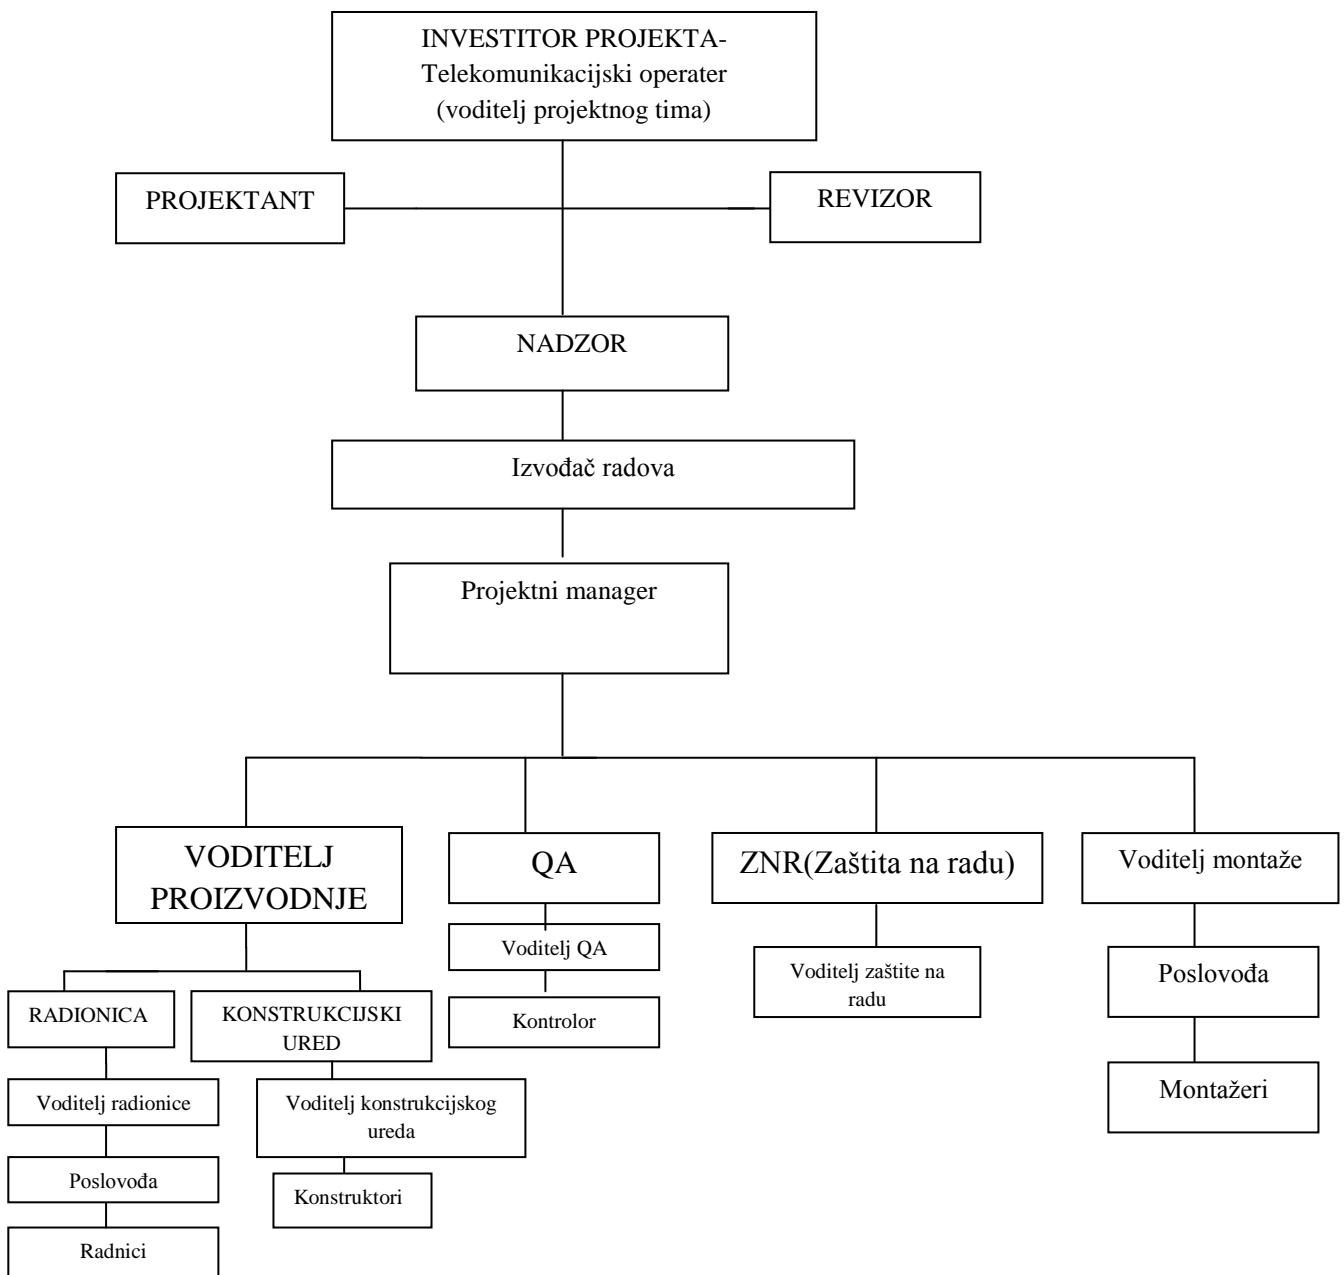 INVESTITOR PROJEKTA-
Telekomunikacijski operater
(voditelj projektnog tima)
PROJEKTANT
REVIZOR
NADZOR
Izvođač radova
Projektni manager
VODITELJ
PROIZVODNJE
QA
ZNR(Zaštita na radu)
Voditelj montaže
Voditelj QA
Voditelj zaštite na
radu
Poslovođa
RADIONICA
KONSTRUKCIJSKI
URED
Kontrolor
Montažeri
Voditelj radionice
Voditelj konstrukcijskog
ureda
Poslovođa
Konstruktori
Radnici